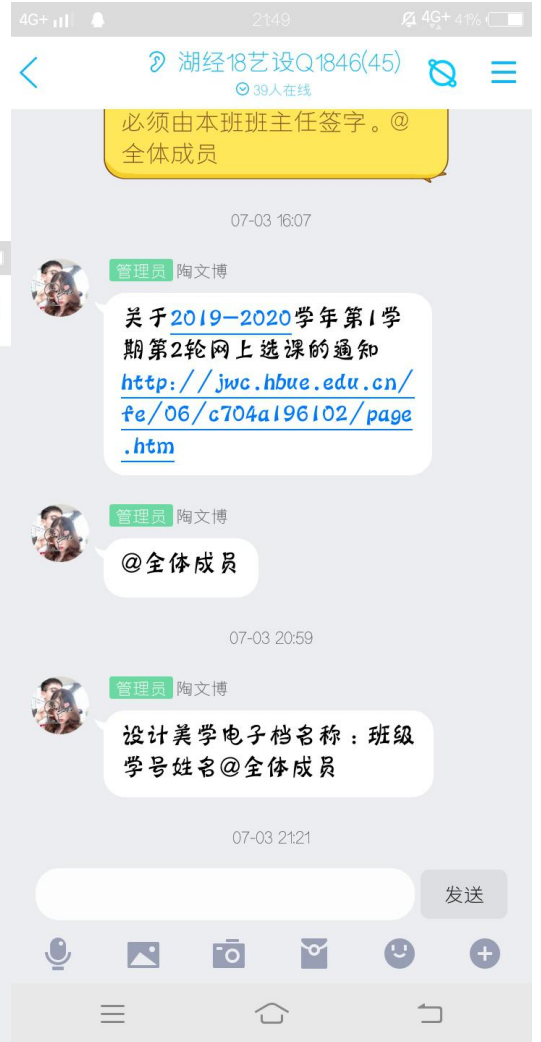 4G+ 21:49 4G+ 41%
湖经18艺设Q1846(45)
39人在线
必须由本班班主任签字。@
全体成员
07-03 16:07
管理员 陶文博
关于2019-2020学年第1学
期第2轮网上选课的通知
http://jwc.hbue.edu.cn/
fe/06/c704a196102/page
.htm
管理员 陶文博
@全体成员
07-03 20:59
管理员 陶文博
设计美学电子档名称：班级
学号姓名@全体成员
07-03 21:21
发送